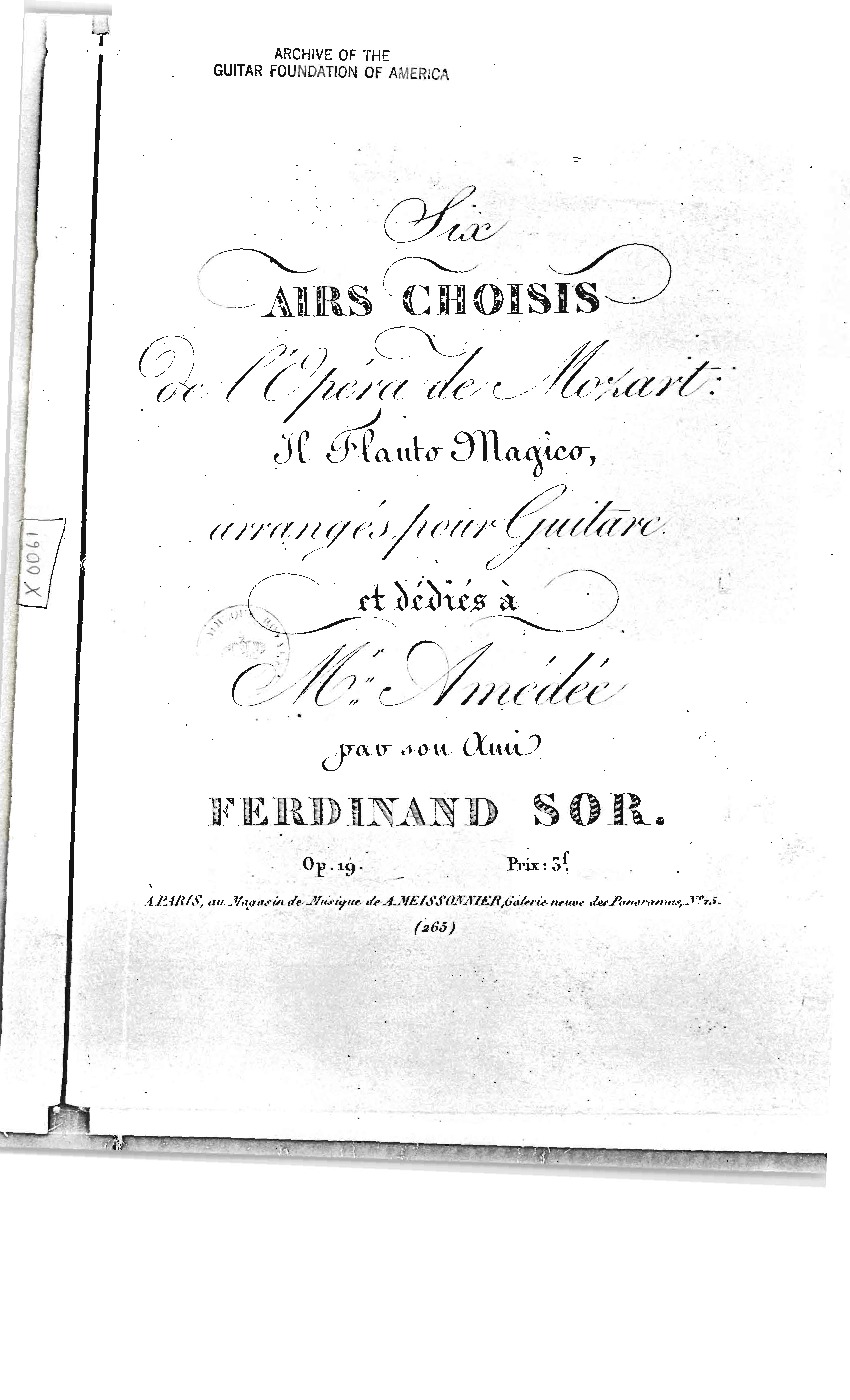 ARCHIVE OF THE
GUITAR FOUNDATION OF AMERICA
Six
AIRS CHOISIS
de l'Opéra de Mozart:
Il Flauto Magico,
arrangés pour Guitare
et dédiés à
Mr. Amédée
par son Ami
FERDINAND SOR.
Op. 19. Prix: 3f.
À PARIS, au Magasin de Musique de A. MEISSONNIER, Galerie neuve des Panoramas, No. 15.
(265)
X 0061